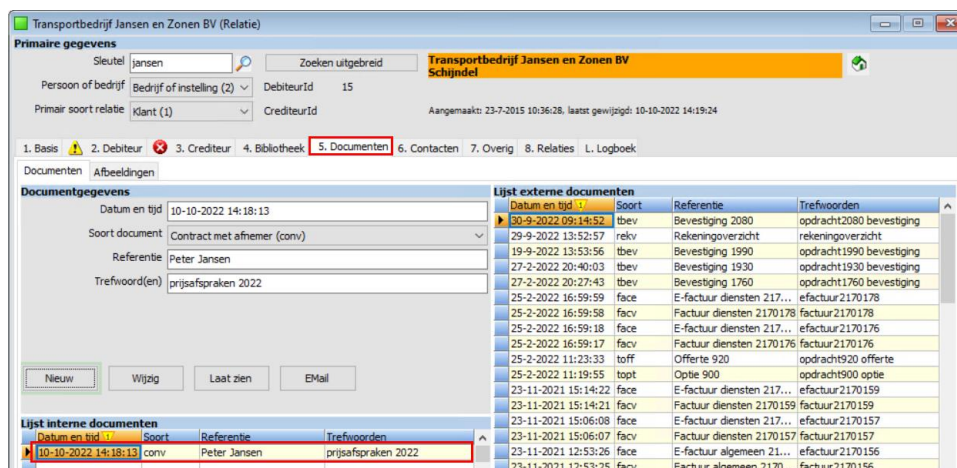 Transportbedrijf Jansen en Zonen BV (Relatie)
Primaire gegevens
Sleutel jansen Zoeken uitgebreid
Transportbedrijf Jansen en Zonen BV
Schijndel
Persoon of bedrijf Bedrijf of instelling (2) DebiteurId 15
Primair soort relatie Klant (1) CrediteurId Aangemaakt: 23-7-2015 10:36:28, laatst gewijzigd: 10-10-2022 14:19:24
1. Basis 2. Debiteur 3. Crediteur 4. Bibliotheek 5. Documenten 6. Contacten 7. Overig 8. Relaties L. Logboek
Documenten Afbeeldingen
Documentgegevens
Datum en tijd 10-10-2022 14:18:13
Soort document Contract met afnemer (conv)
Referentie Peter Jansen
Trefwoord(en) prijsafspraken 2022
Nieuw Wijzig Laat zien EMail
Lijst interne documenten
Datum en tijd 1 Soort Referentie Trefwoorden
10-10-2022 14:18:13 conv Peter Jansen prijsafspraken 2022
Lijst externe documenten
Datum en tijd 1 Soort Referentie Trefwoorden
30-9-2022 09:14:52 tbev Bevestiging 2080 opdracht2080 bevestiging
29-9-2022 13:52:57 rekv Rekeningoverzicht rekeningoverzicht
19-9-2022 13:53:56 tbev Bevestiging 1990 opdracht1990 bevestiging
27-2-2022 20:40:03 tbev Bevestiging 1930 opdracht1930 bevestiging
27-2-2022 20:27:43 tbev Bevestiging 1760 opdracht1760 bevestiging
25-2-2022 16:59:59 face E-factuur diensten 217... efactuur2170178
25-2-2022 16:59:58 facv Factuur diensten 2170178 factuur2170178
25-2-2022 16:59:18 face E-factuur diensten 217... efactuur2170176
25-2-2022 16:59:17 facv Factuur diensten 2170176 factuur2170176
25-2-2022 11:23:33 toff Offerte 920 opdracht920 offerte
25-2-2022 11:19:55 topt Optie 900 opdracht900 optie
23-11-2021 15:14:22 face E-factuur diensten 217... efactuur2170159
23-11-2021 15:14:21 facv Factuur diensten 2170159 factuur2170159
23-11-2021 15:06:08 face E-factuur diensten 217... efactuur2170157
23-11-2021 15:06:07 facv Factuur diensten 2170157 factuur2170157
23-11-2021 12:53:26 face E-factuur algemeen 21... efactuur2170156
23-11-2021 12:53:25 facv Factuur algemeen 2170... factuur2170156